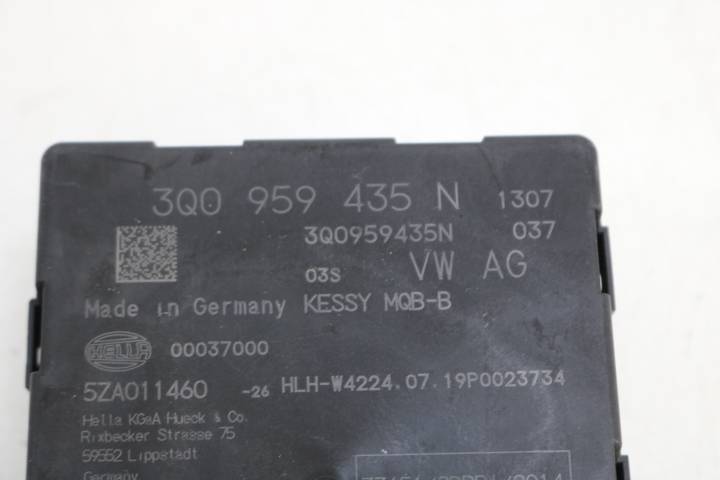 3Q0 959 435 N 1307
3Q0959435N 037
03S VW AG
Made in Germany KESSY MQB-B
HELLA 00037000
5ZA011460 -26 HLH-W4224.07.19P0023734
Hella KGaA Hueck & Co.
Rixbecker Strasse 75
59552 Lippstadt
Germany